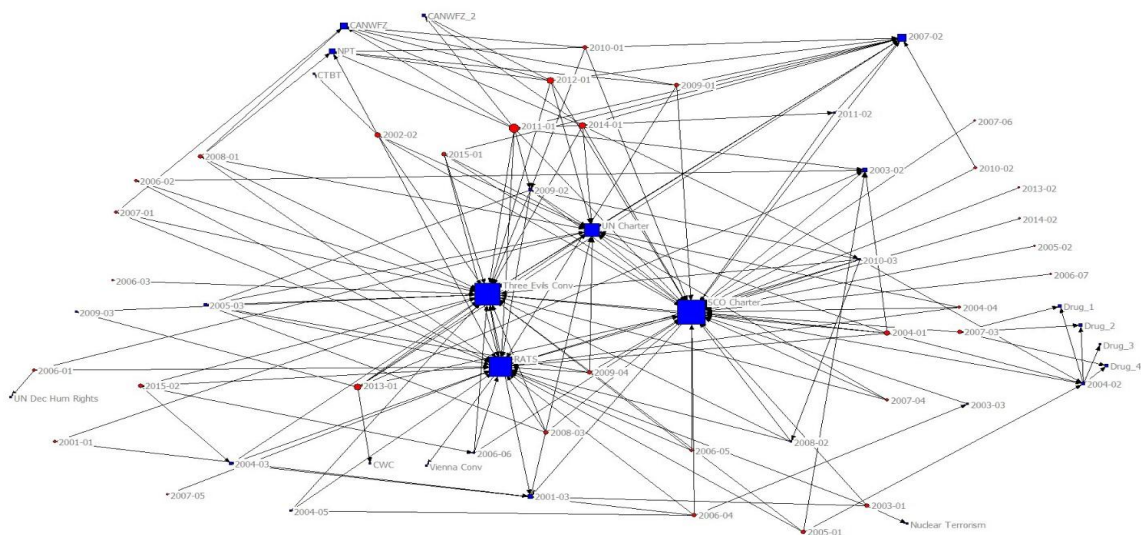 CANWFZ_2
CANWFZ
2007-02
2010-01
NPT
CTBT
2012-01
2009-01
2011-02
2007-06
2011-01
2014-01
2002-02
2015-01
2008-01
2010-02
2003-02
2006-02
2013-02
2009-02
2007-01
2014-02
UN Charter
2005-02
2010-03
2006-07
2006-03
Three Evils Conv
SCO Charter
2005-03
2009-03
2004-04
Drug_1
Drug_2
2004-01
2007-03
Drug_3
RATS
Drug_4
2006-01
2009-04
2004-02
2015-02
2013-01
UN Dec Hum Rights
2007-04
2003-03
2008-03
2001-01
2008-02
2006-06
2006-05
2004-03
CWC
Vienna Conv
2007-05
2001-03
2003-01
2004-05
2006-04
Nuclear Terrorism
2005-01